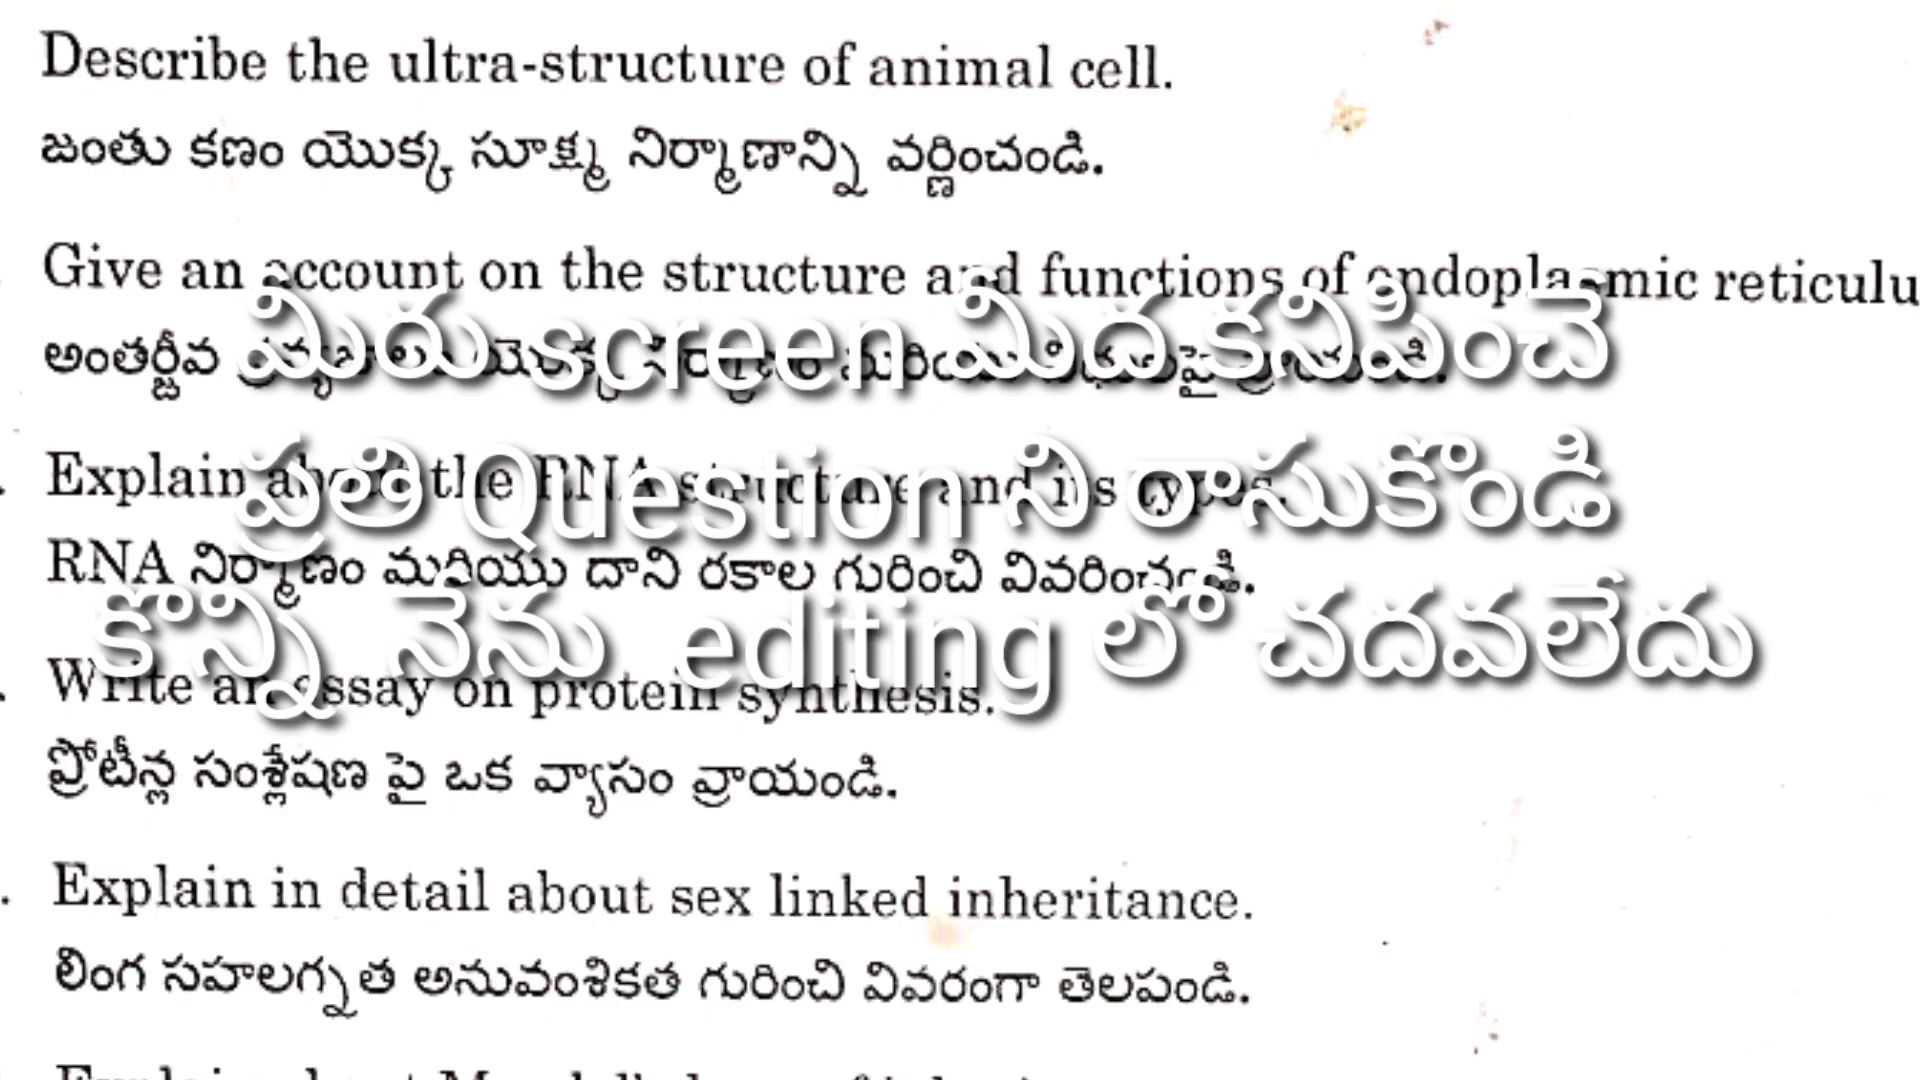 Describe the ultra-structure of animal cell.
జంతు కణం యొక్క సూక్ష్మ నిర్మాణాన్ని వర్ణించండి.
Give an account on the structure and functions of endoplasmic reticulu
మీరు screen మీద కనిపించే
అంతర్జీవ
ప్రతి Question ని రాసుకొండి
Explain about the RNA structure and its types.
RNA నిర్మాణం మరియు దాని రకాల గురించి వివరించండి.
కొన్ని నేను editing లో చదవలేదు
Write an essay on protein synthesis.
ప్రోటీన్ల సంశ్లేషణ పై ఒక వ్యాసం వ్రాయండి.
Explain in detail about sex linked inheritance.
లింగ సహలగ్నత అనువంశికత గురించి వివరంగా తెలపండి.